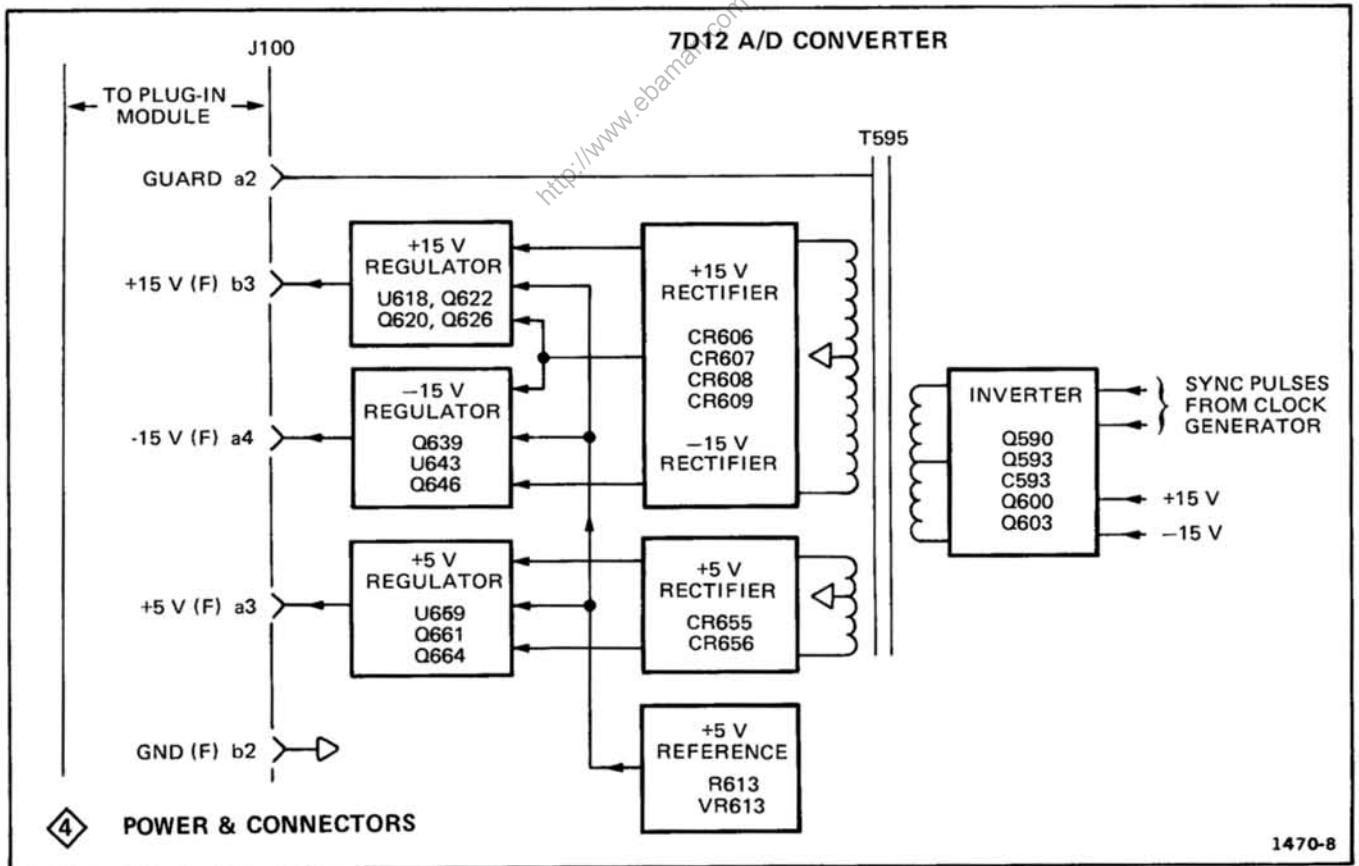 7D12 A/D CONVERTER
http://www.ebaman.com
J100
TO PLUG-IN
MODULE
T595
GUARD a2
+15 V
REGULATOR
U618, Q622
Q620, Q626
+15 V (F) b3
+15 V
RECTIFIER
CR606
CR607
CR608
CR609
−15 V
RECTIFIER
−15 V
REGULATOR
Q639
U643
Q646
-15 V (F) a4
INVERTER
Q590
Q593
C593
Q600
Q603
SYNC PULSES
FROM CLOCK
GENERATOR
+15 V
−15 V
+5 V
REGULATOR
U659
Q661
Q664
+5 V (F) a3
+5 V
RECTIFIER
CR655
CR656
+5 V
REFERENCE
R613
VR613
GND (F) b2
4 POWER & CONNECTORS
1470-8